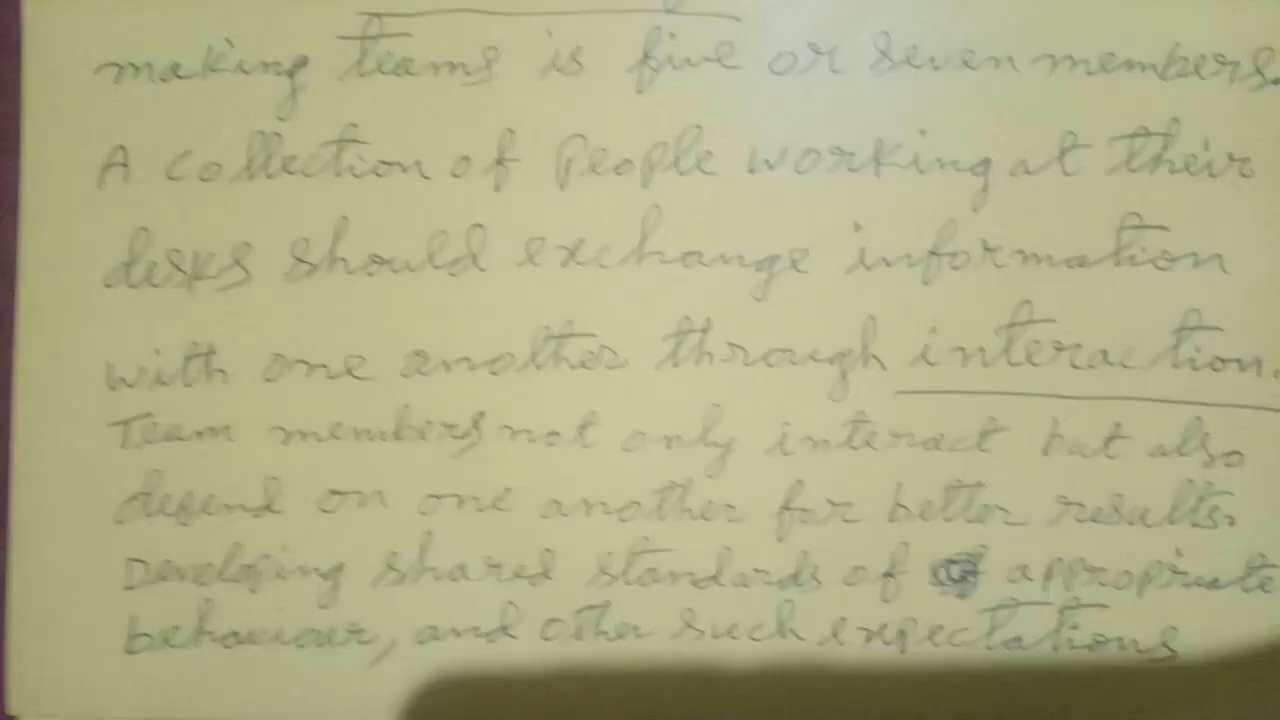 making teams is five or seven members.
A collection of People working at their
disks should exchange information
with one another through interaction.
Team members not only interact but also
depend on one another for better results.
Developing shared standards of appropriate
behaviour, and other such expectations